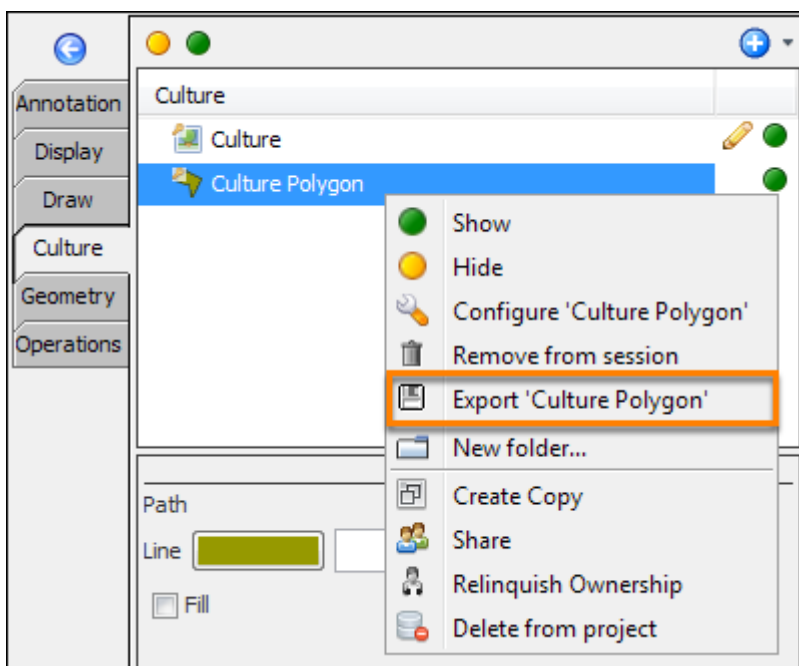 Annotation
Display
Draw
Culture
Geometry
Operations
Culture
Culture
Culture Polygon
Show
Hide
Configure 'Culture Polygon'
Remove from session
Export 'Culture Polygon'
New folder...
Create Copy
Share
Relinquish Ownership
Delete from project
Path
Line
Fill